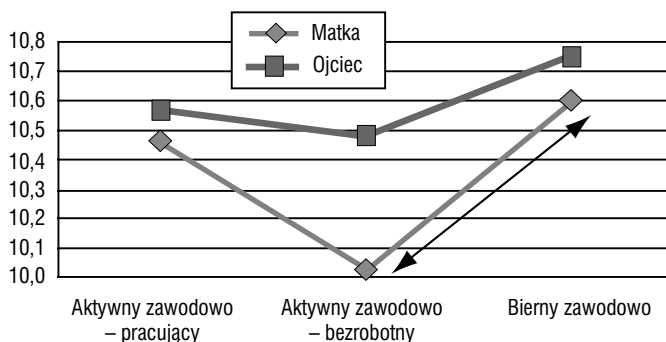 Matka
Ojciec
10,8
10,7
10,6
10,5
10,4
10,3
10,2
10,1
10,0
Aktywny zawodowo
– pracujący
Aktywny zawodowo
– bezrobotny
Bierny zawodowo